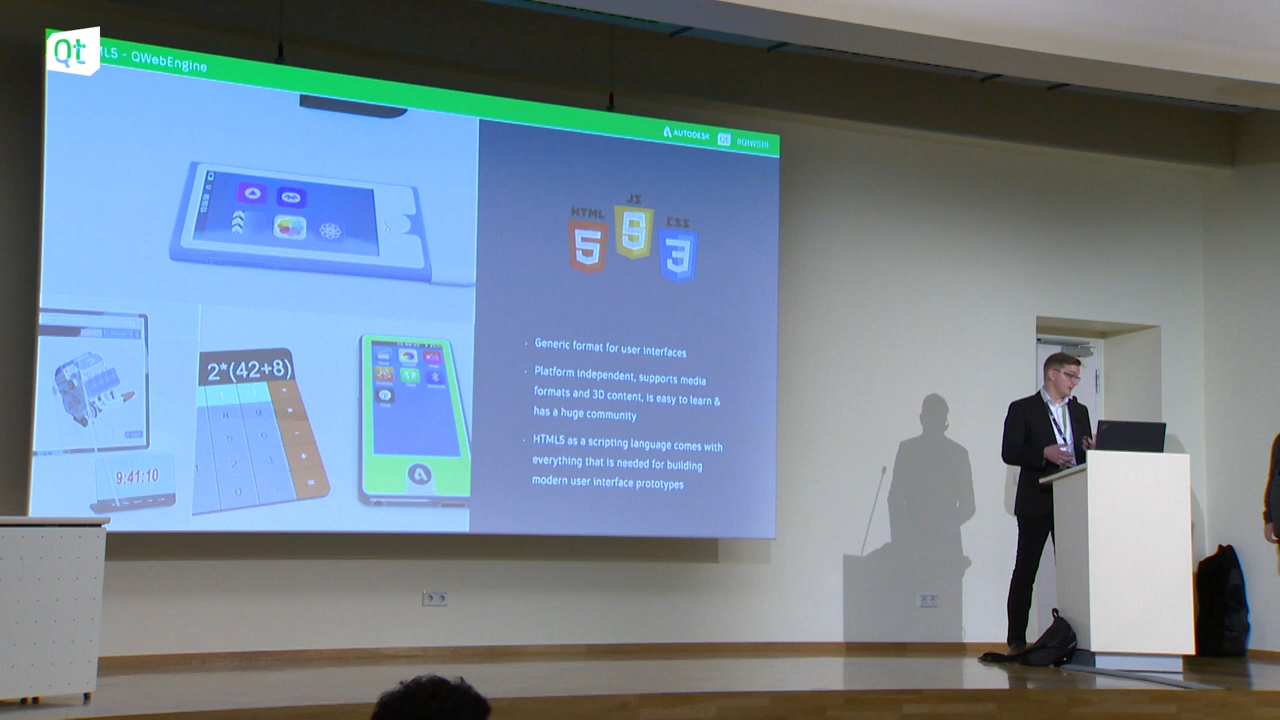 Qt
ML5 - QWebEngine
AUTODESK
Qt
#QtWS18
HTML
JS
CSS
5
5
3
2*(42+8)
9:41:10
· Generic format for user interfaces
· Platform independent, supports media
formats and 3D content, is easy to learn &
has a huge community
· HTML5 as a scripting language comes with
everything that is needed for building
modern user interface prototypes